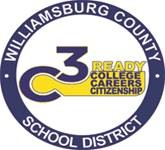 WILLIAMSBURG COUNTY
C3 READY
COLLEGE
CAREERS
CITIZENSHIP
SCHOOL DISTRICT